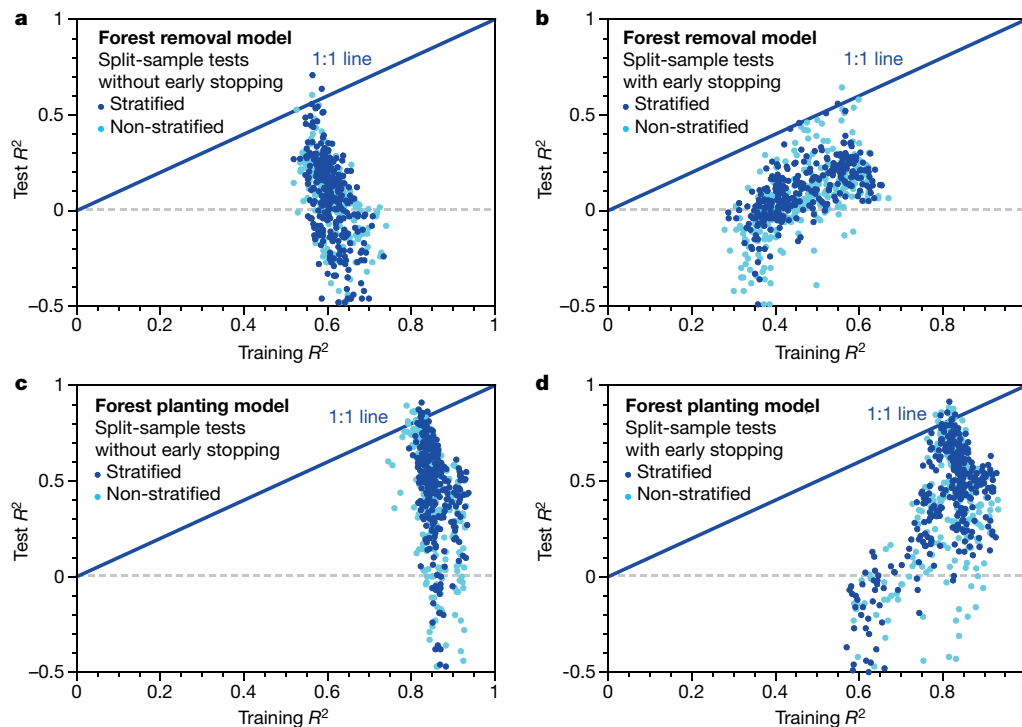 a
Forest removal model
Split-sample tests
without early stopping
Stratified
Non-stratified
1:1 line
1
0.5
0
–0.5
Test R²
0
0.2
0.4
0.6
0.8
1
Training R²
b
Forest removal model
Split-sample tests
with early stopping
Stratified
Non-stratified
1:1 line
1
0.5
0
–0.5
Test R²
0
0.2
0.4
0.6
0.8
Training R²
c
Forest planting model
Split-sample tests
without early stopping
Stratified
Non-stratified
1:1 line
1
0.5
0
–0.5
Test R²
0
0.2
0.4
0.6
0.8
1
Training R²
d
Forest planting model
Split-sample tests
with early stopping
Stratified
Non-stratified
1:1 line
1
0.5
0
-0.5
Test R²
0
0.2
0.4
0.6
0.8
Training R²